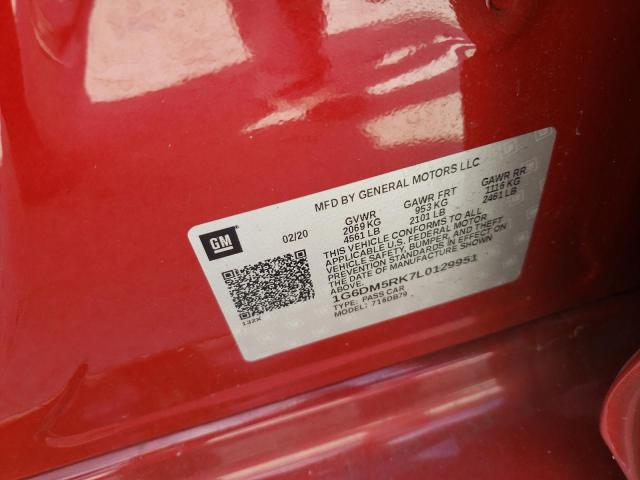 MFD BY GENERAL MOTORS LLC
GM
02/20
GVWR GAWR FRT GAWR RR
2069 KG 953 KG 1116 KG
4561 LB 2101 LB 2461 LB
THIS VEHICLE CONFORMS TO ALL
APPLICABLE U.S. FEDERAL MOTOR
VEHICLE SAFETY, BUMPER, AND THEFT
PREVENTION STANDARDS IN EFFECT
ON THE DATE OF MANUFACTURE SHOWN
ABOVE.
1G6DM5RK7L0129951
TYPE: PASS CAR
MODEL: 716DB79
132X